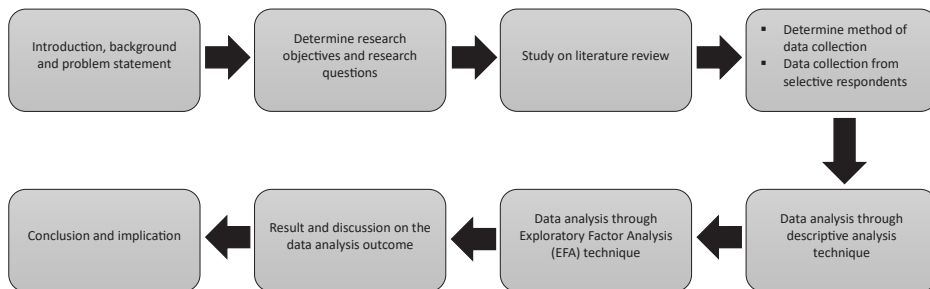 Introduction, background
and problem statement
Determine research
objectives and research
questions
Study on literature review
▪ Determine method of
data collection
▪ Data collection from
selective respondents
Data analysis through
descriptive analysis
technique
Data analysis through
Exploratory Factor Analysis
(EFA) technique
Result and discussion on the
data analysis outcome
Conclusion and implication